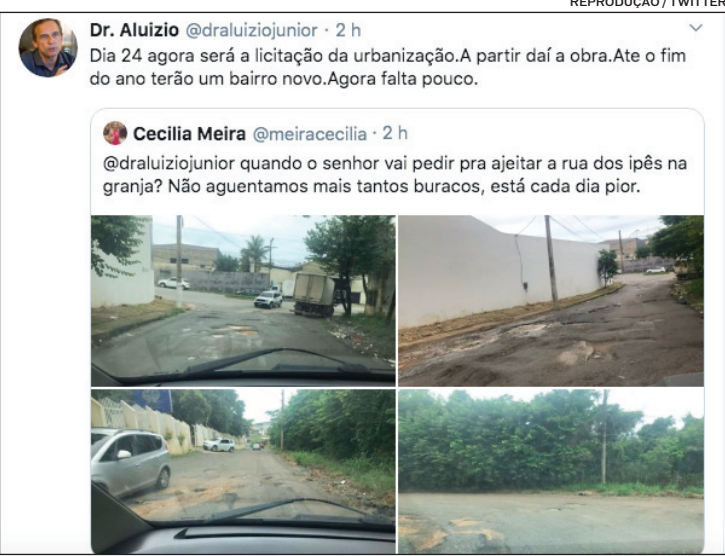 REPRODUÇÃO / TWITTER
Dr. Aluizio @draluiziojunior · 2 h
Dia 24 agora será a licitação da urbanização.A partir daí a obra.Ate o fim
do ano terão um bairro novo.Agora falta pouco.
Cecilia Meira @meiracecilia · 2 h
@draluiziojunior quando o senhor vai pedir pra ajeitar a rua dos ipês na
granja? Não aguentamos mais tantos buracos, está cada dia pior.